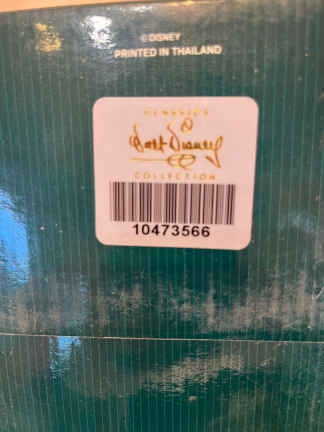 © DISNEY
PRINTED IN THAILAND
CLASSICS
Walt Disney
COLLECTION
10473566